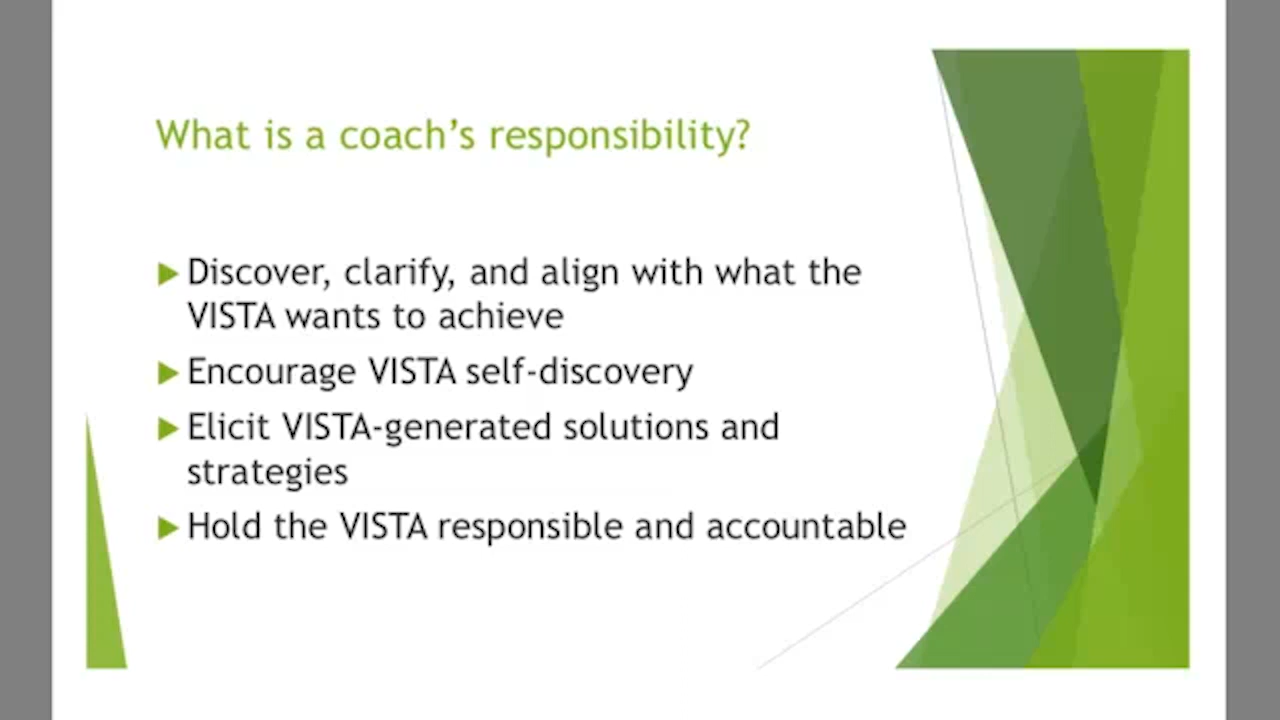 What is a coach’s responsibility?
Discover, clarify, and align with what the
VISTA wants to achieve
Encourage VISTA self-discovery
Elicit VISTA-generated solutions and
strategies
Hold the VISTA responsible and accountable